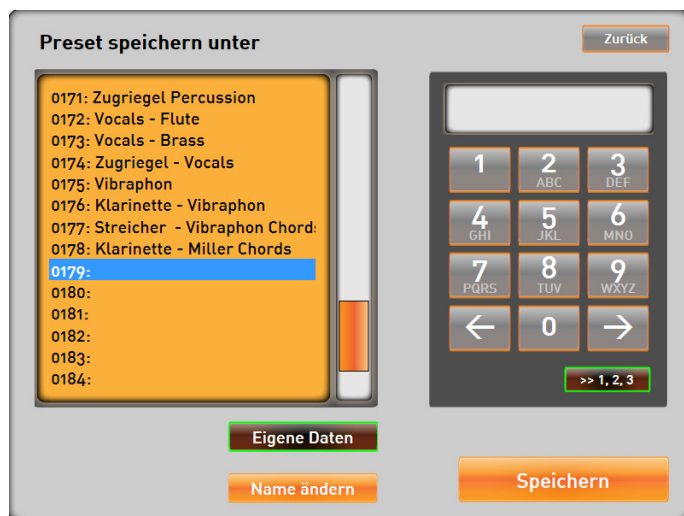 Preset speichern unter
Zurück
0171: Zugriegel Percussion
0172: Vocals - Flute
0173: Vocals - Brass
0174: Zugriegel - Vocals
0175: Vibraphon
0176: Klarinette - Vibraphon
0177: Streicher - Vibraphon Chord
0178: Klarinette - Miller Chords
0179:
0180:
0181:
0182:
0183:
0184:
1 2 3
ABC DEF
4 5 6
GHI JKL MNO
7 8 9
PQRS TUV WXYZ
← 0 →
>> 1, 2, 3
Eigene Daten
Name ändern
Speichern